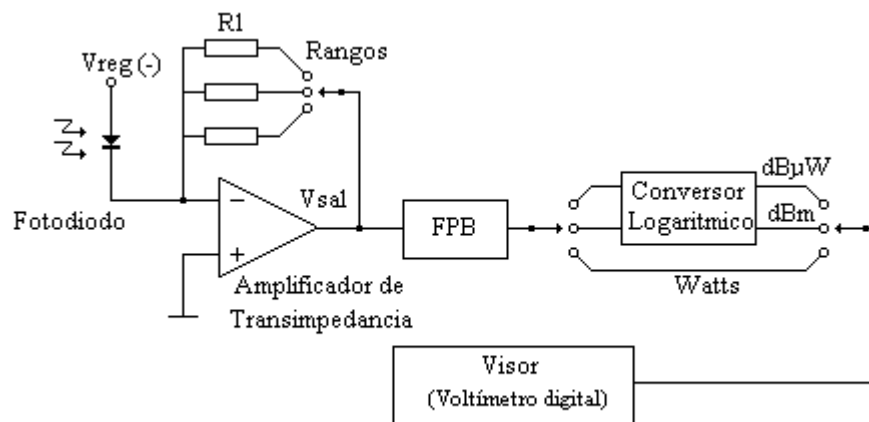 R1
Rangos
Vreg (-)
Vsal
Fotodiodo
−
+
Amplificador de
Transimpedancia
FPB
Conversor
Logaritmico
dBµW
dBm
Watts
Visor
(Voltímetro digital)